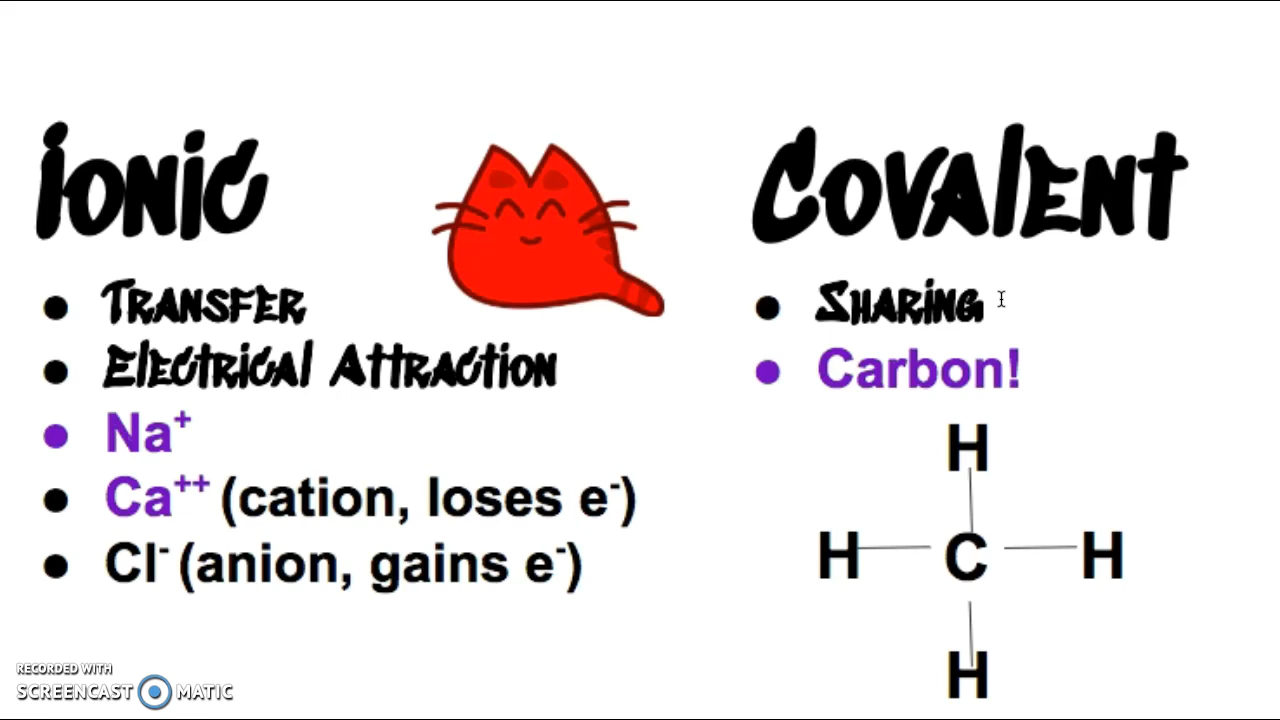 Ionic
Covalent
● Transfer
● Electrical Attraction
● Na⁺
● Ca⁺⁺ (cation, loses e⁻)
● Cl⁻ (anion, gains e⁻)
● Sharing
● Carbon!
H
H C H
H
RECORDED WITH
SCREENCAST MATIC